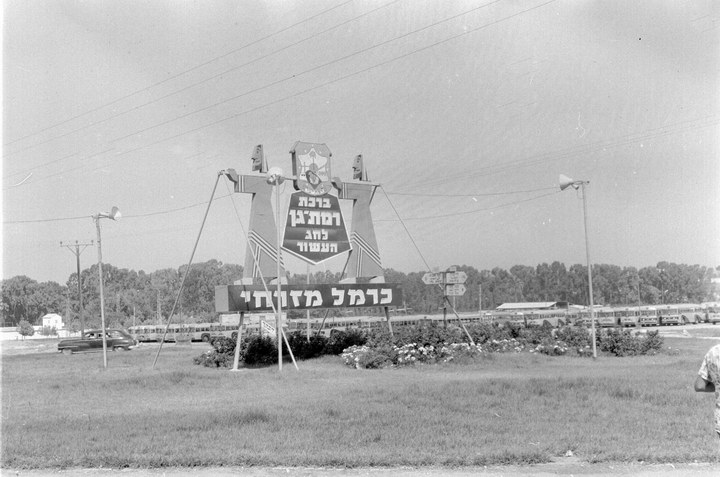 ברכת
רמת־גן
לחג
העשור
כרמל מזרחי